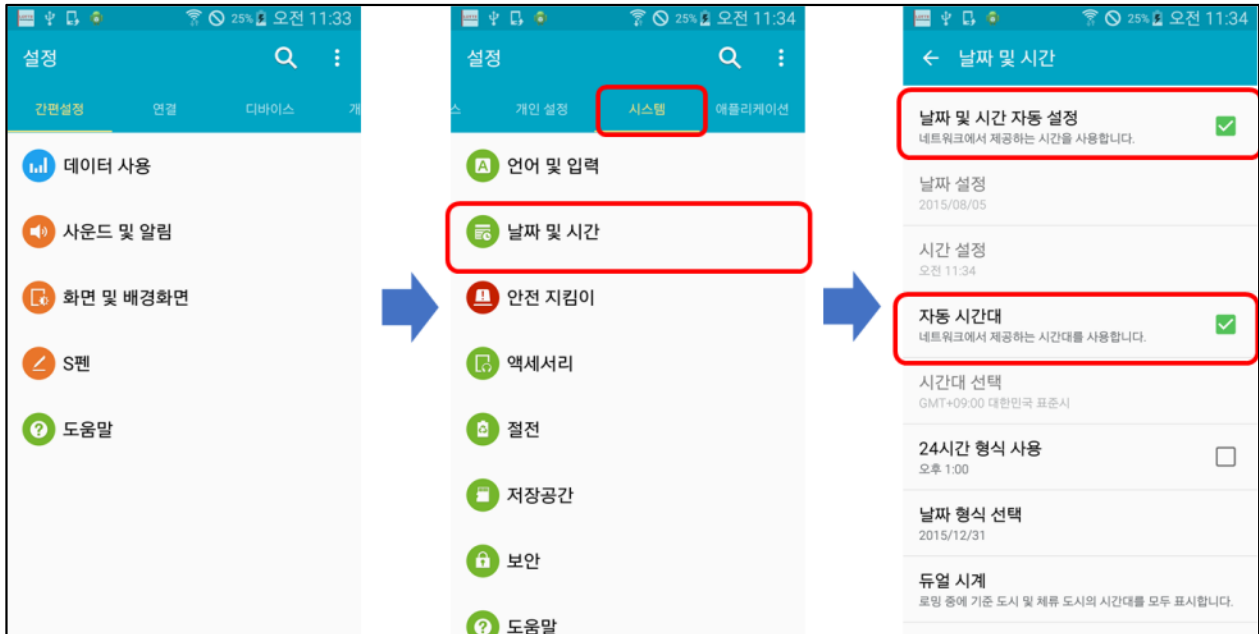 25% 오전 11:33
설정
간편설정 연결 디바이스 개
데이터 사용
사운드 및 알림
화면 및 배경화면
S펜
도움말
25% 오전 11:34
설정
스 개인 설정 시스템 애플리케이션
언어 및 입력
날짜 및 시간
안전 지킴이
액세서리
절전
저장공간
보안
도움말
25% 오전 11:34
날짜 및 시간
날짜 및 시간 자동 설정
네트워크에서 제공하는 시간을 사용합니다.
날짜 설정
2015/08/05
시간 설정
오전 11:34
자동 시간대
네트워크에서 제공하는 시간대를 사용합니다.
시간대 선택
GMT+09:00 대한민국 표준시
24시간 형식 사용
오후 1:00
날짜 형식 선택
2015/12/31
듀얼 시계
로밍 중에 기준 도시 및 체류 도시의 시간대를 모두 표시합니다.